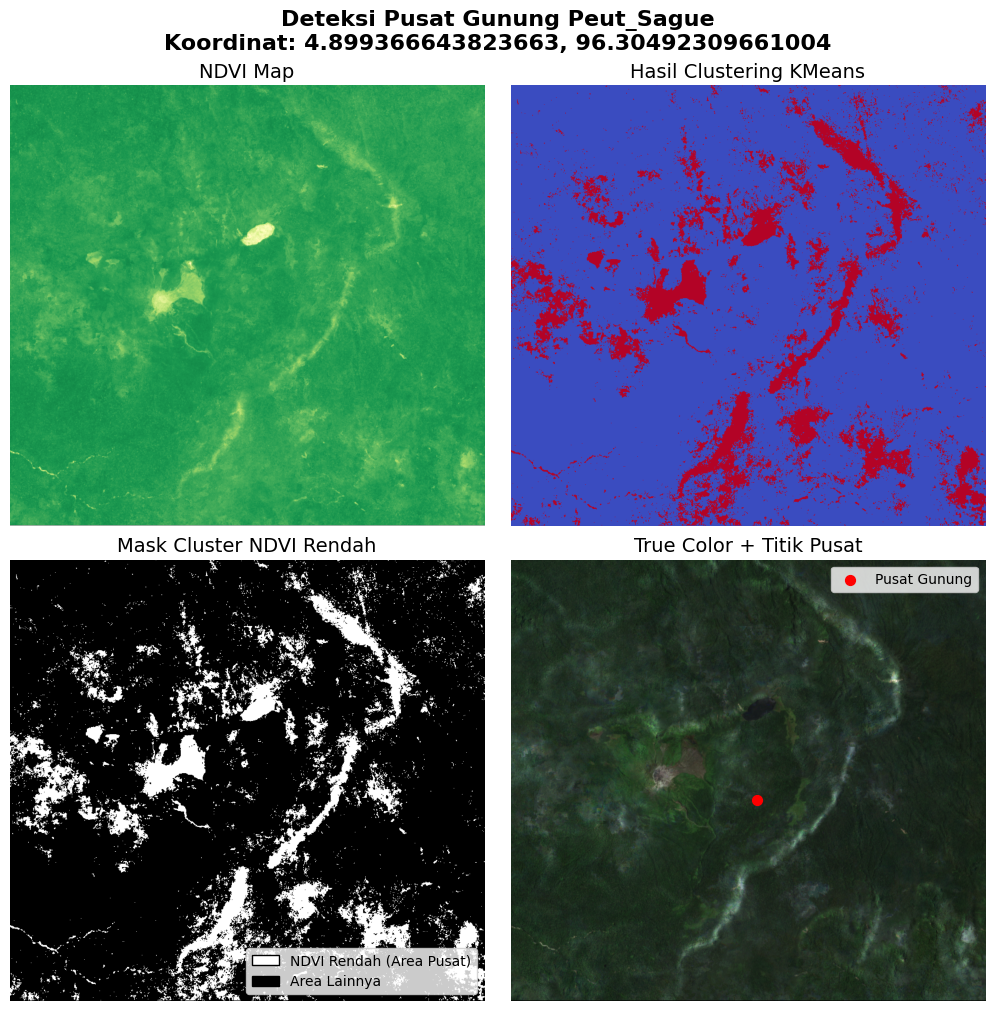 Deteksi Pusat Gunung Peut_Sague
Koordinat: 4.899366643823663, 96.30492309661004
NDVI Map
Hasil Clustering KMeans
Mask Cluster NDVI Rendah
NDVI Rendah (Area Pusat)
Area Lainnya
True Color + Titik Pusat
Pusat Gunung